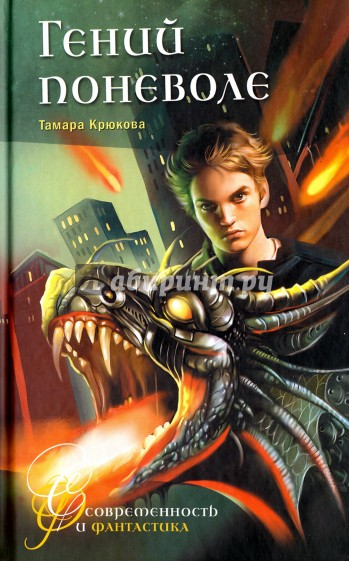 Гений
поневоле
Тамара Крюкова
Лабиринт.ру
Современность
и фантастика